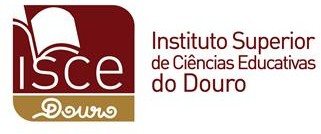 isce
Douro
Instituto Superior
de Ciências Educativas
do Douro